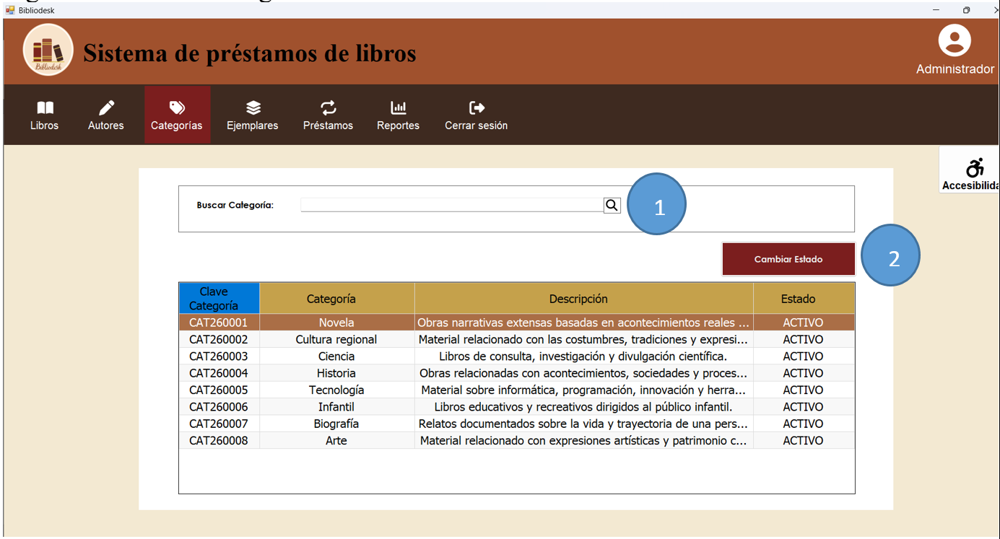 Bibliodesk
Bibliodesk
Sistema de préstamos de libros
Administrador
Libros
Autores
Categorías
Ejemplares
Préstamos
Reportes
Cerrar sesión
Accesibilida
Buscar Categoría:
1
Cambiar Estado
2
Clave Categoría Categoría Descripción Estado
CAT260001 Novela Obras narrativas extensas basadas en acontecimientos reales ... ACTIVO
CAT260002 Cultura regional Material relacionado con las costumbres, tradiciones y expresi... ACTIVO
CAT260003 Ciencia Libros de consulta, investigación y divulgación científica. ACTIVO
CAT260004 Historia Obras relacionadas con acontecimientos, sociedades y proces... ACTIVO
CAT260005 Tecnología Material sobre informática, programación, innovación y herra... ACTIVO
CAT260006 Infantil Libros educativos y recreativos dirigidos al público infantil. ACTIVO
CAT260007 Biografía Relatos documentados sobre la vida y trayectoria de una pers... ACTIVO
CAT260008 Arte Material relacionado con expresiones artísticas y patrimonio c... ACTIVO